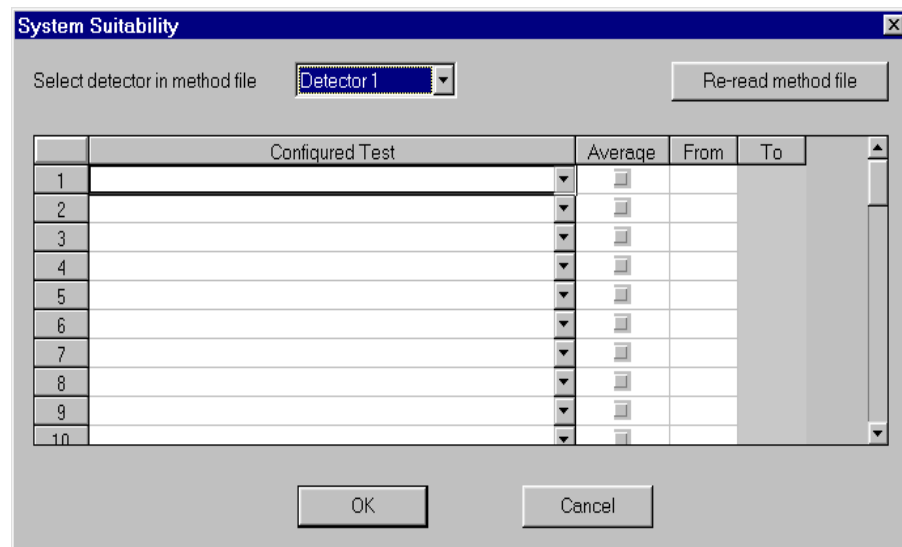 System Suitability
Select detector in method file Detector 1 Re-read method file
Configured Test Average From To
1
2
3
4
5
6
7
8
9
10
OK Cancel